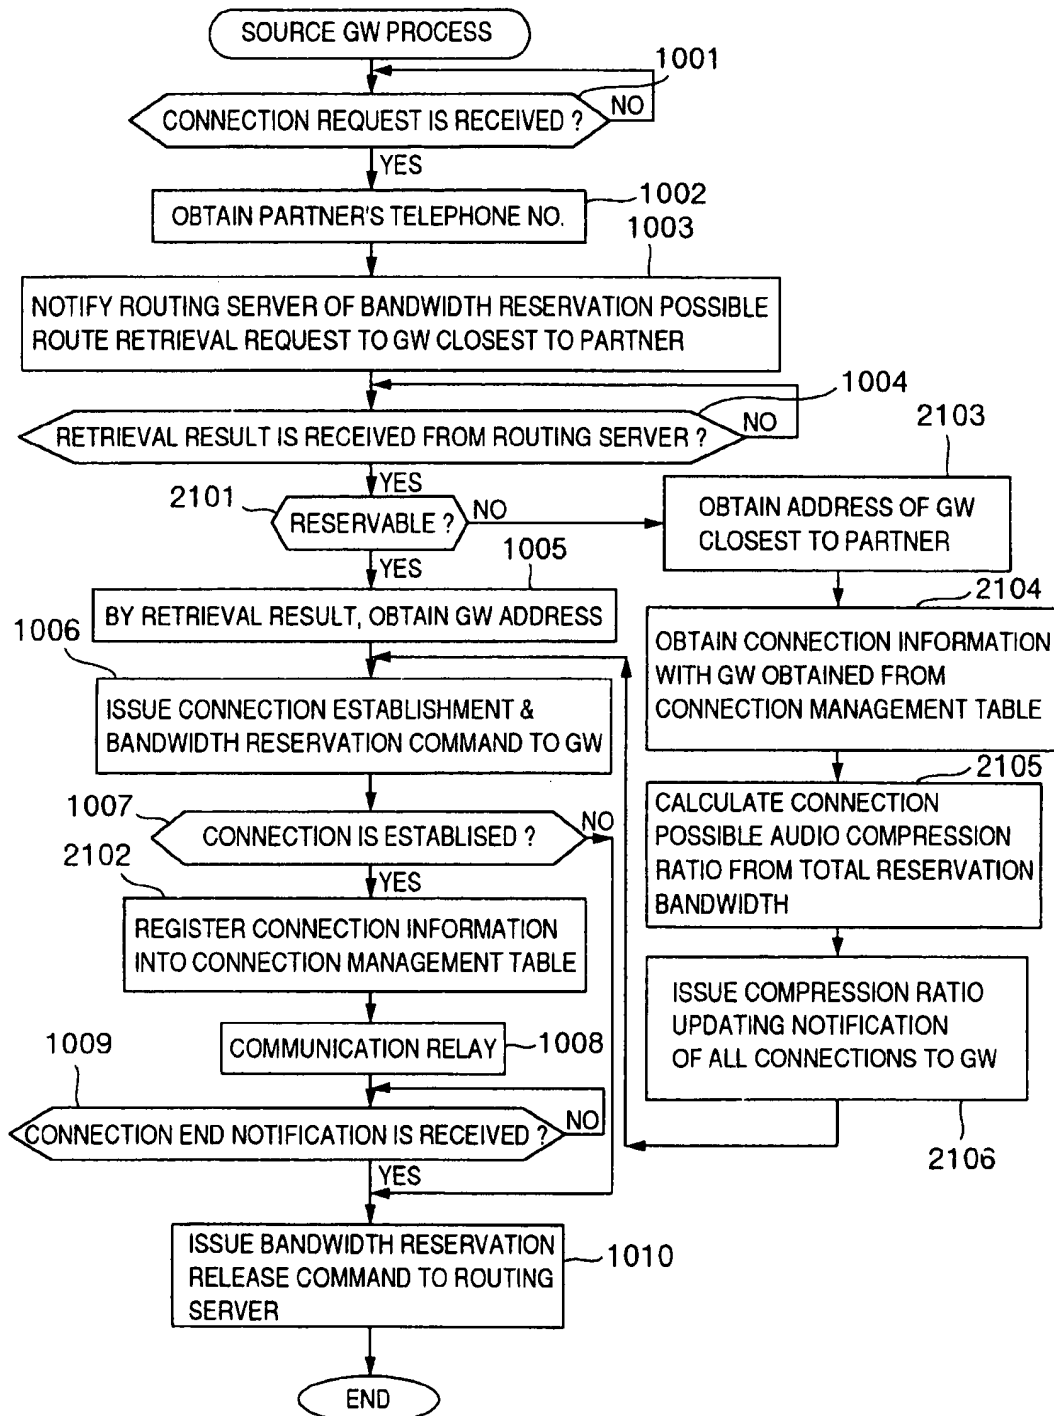 SOURCE GW PROCESS
1001
CONNECTION REQUEST IS RECEIVED ?
NO
YES
1002
OBTAIN PARTNER'S TELEPHONE NO.
1003
NOTIFY ROUTING SERVER OF BANDWIDTH RESERVATION POSSIBLE
ROUTE RETRIEVAL REQUEST TO GW CLOSEST TO PARTNER
1004
RETRIEVAL RESULT IS RECEIVED FROM ROUTING SERVER ?
NO
YES
2101
RESERVABLE ?
NO
YES
2103
OBTAIN ADDRESS OF GW
CLOSEST TO PARTNER
1005
BY RETRIEVAL RESULT, OBTAIN GW ADDRESS
2104
OBTAIN CONNECTION INFORMATION
WITH GW OBTAINED FROM
CONNECTION MANAGEMENT TABLE
1006
ISSUE CONNECTION ESTABLISHMENT &
BANDWIDTH RESERVATION COMMAND TO GW
2105
CALCULATE CONNECTION
POSSIBLE AUDIO COMPRESSION
RATIO FROM TOTAL RESERVATION
BANDWIDTH
1007
CONNECTION IS ESTABLISED ?
NO
YES
2102
REGISTER CONNECTION INFORMATION
INTO CONNECTION MANAGEMENT TABLE
ISSUE COMPRESSION RATIO
UPDATING NOTIFICATION
OF ALL CONNECTIONS TO GW
2106
COMMUNICATION RELAY
1008
1009
CONNECTION END NOTIFICATION IS RECEIVED ?
NO
YES
ISSUE BANDWIDTH RESERVATION
RELEASE COMMAND TO ROUTING
SERVER
1010
END